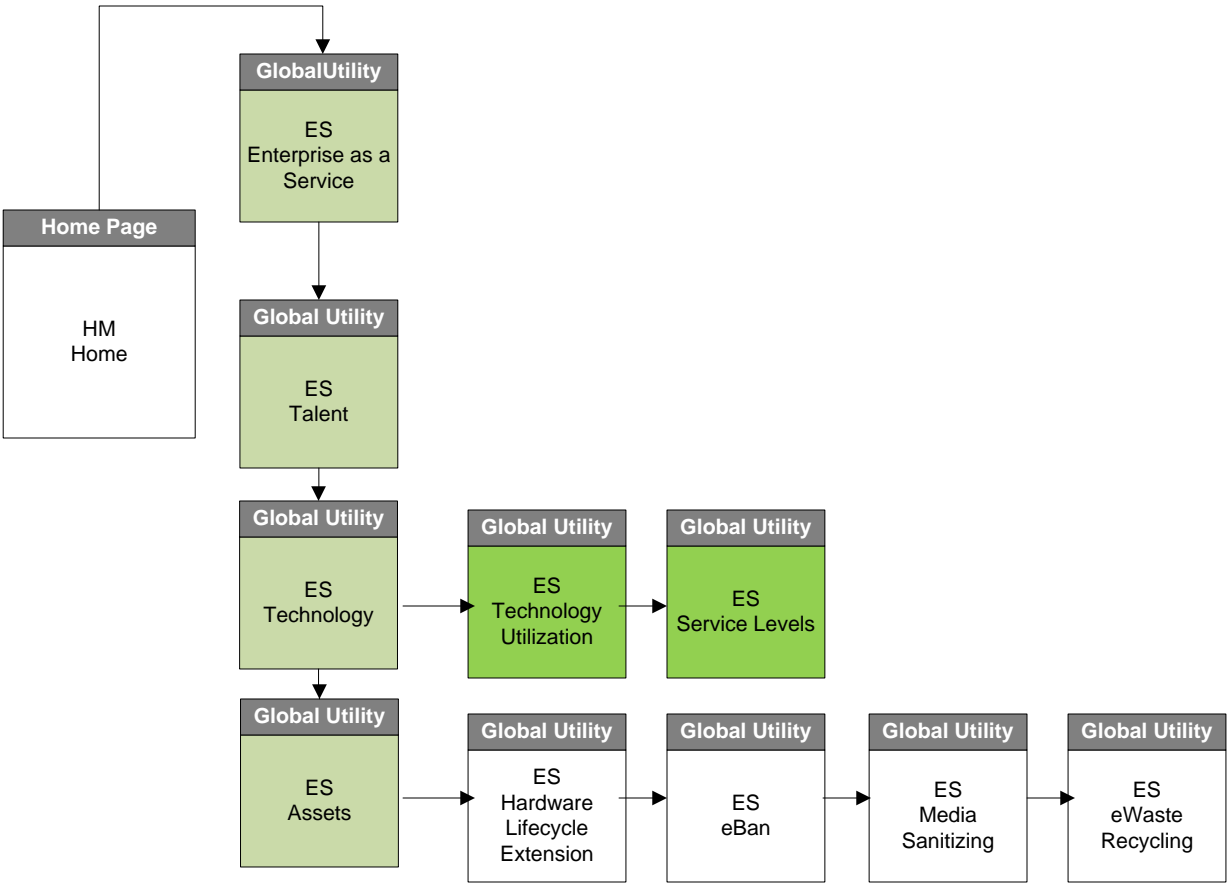 GlobalUtility
ES
Enterprise as a
Service
Home Page
HM
Home
Global Utility
ES
Talent
Global Utility
ES
Technology
Global Utility
ES
Technology
Utilization
Global Utility
ES
Service Levels
Global Utility
ES
Assets
Global Utility
ES
Hardware
Lifecycle
Extension
Global Utility
ES
eBan
Global Utility
ES
Media
Sanitizing
Global Utility
ES
eWaste
Recycling